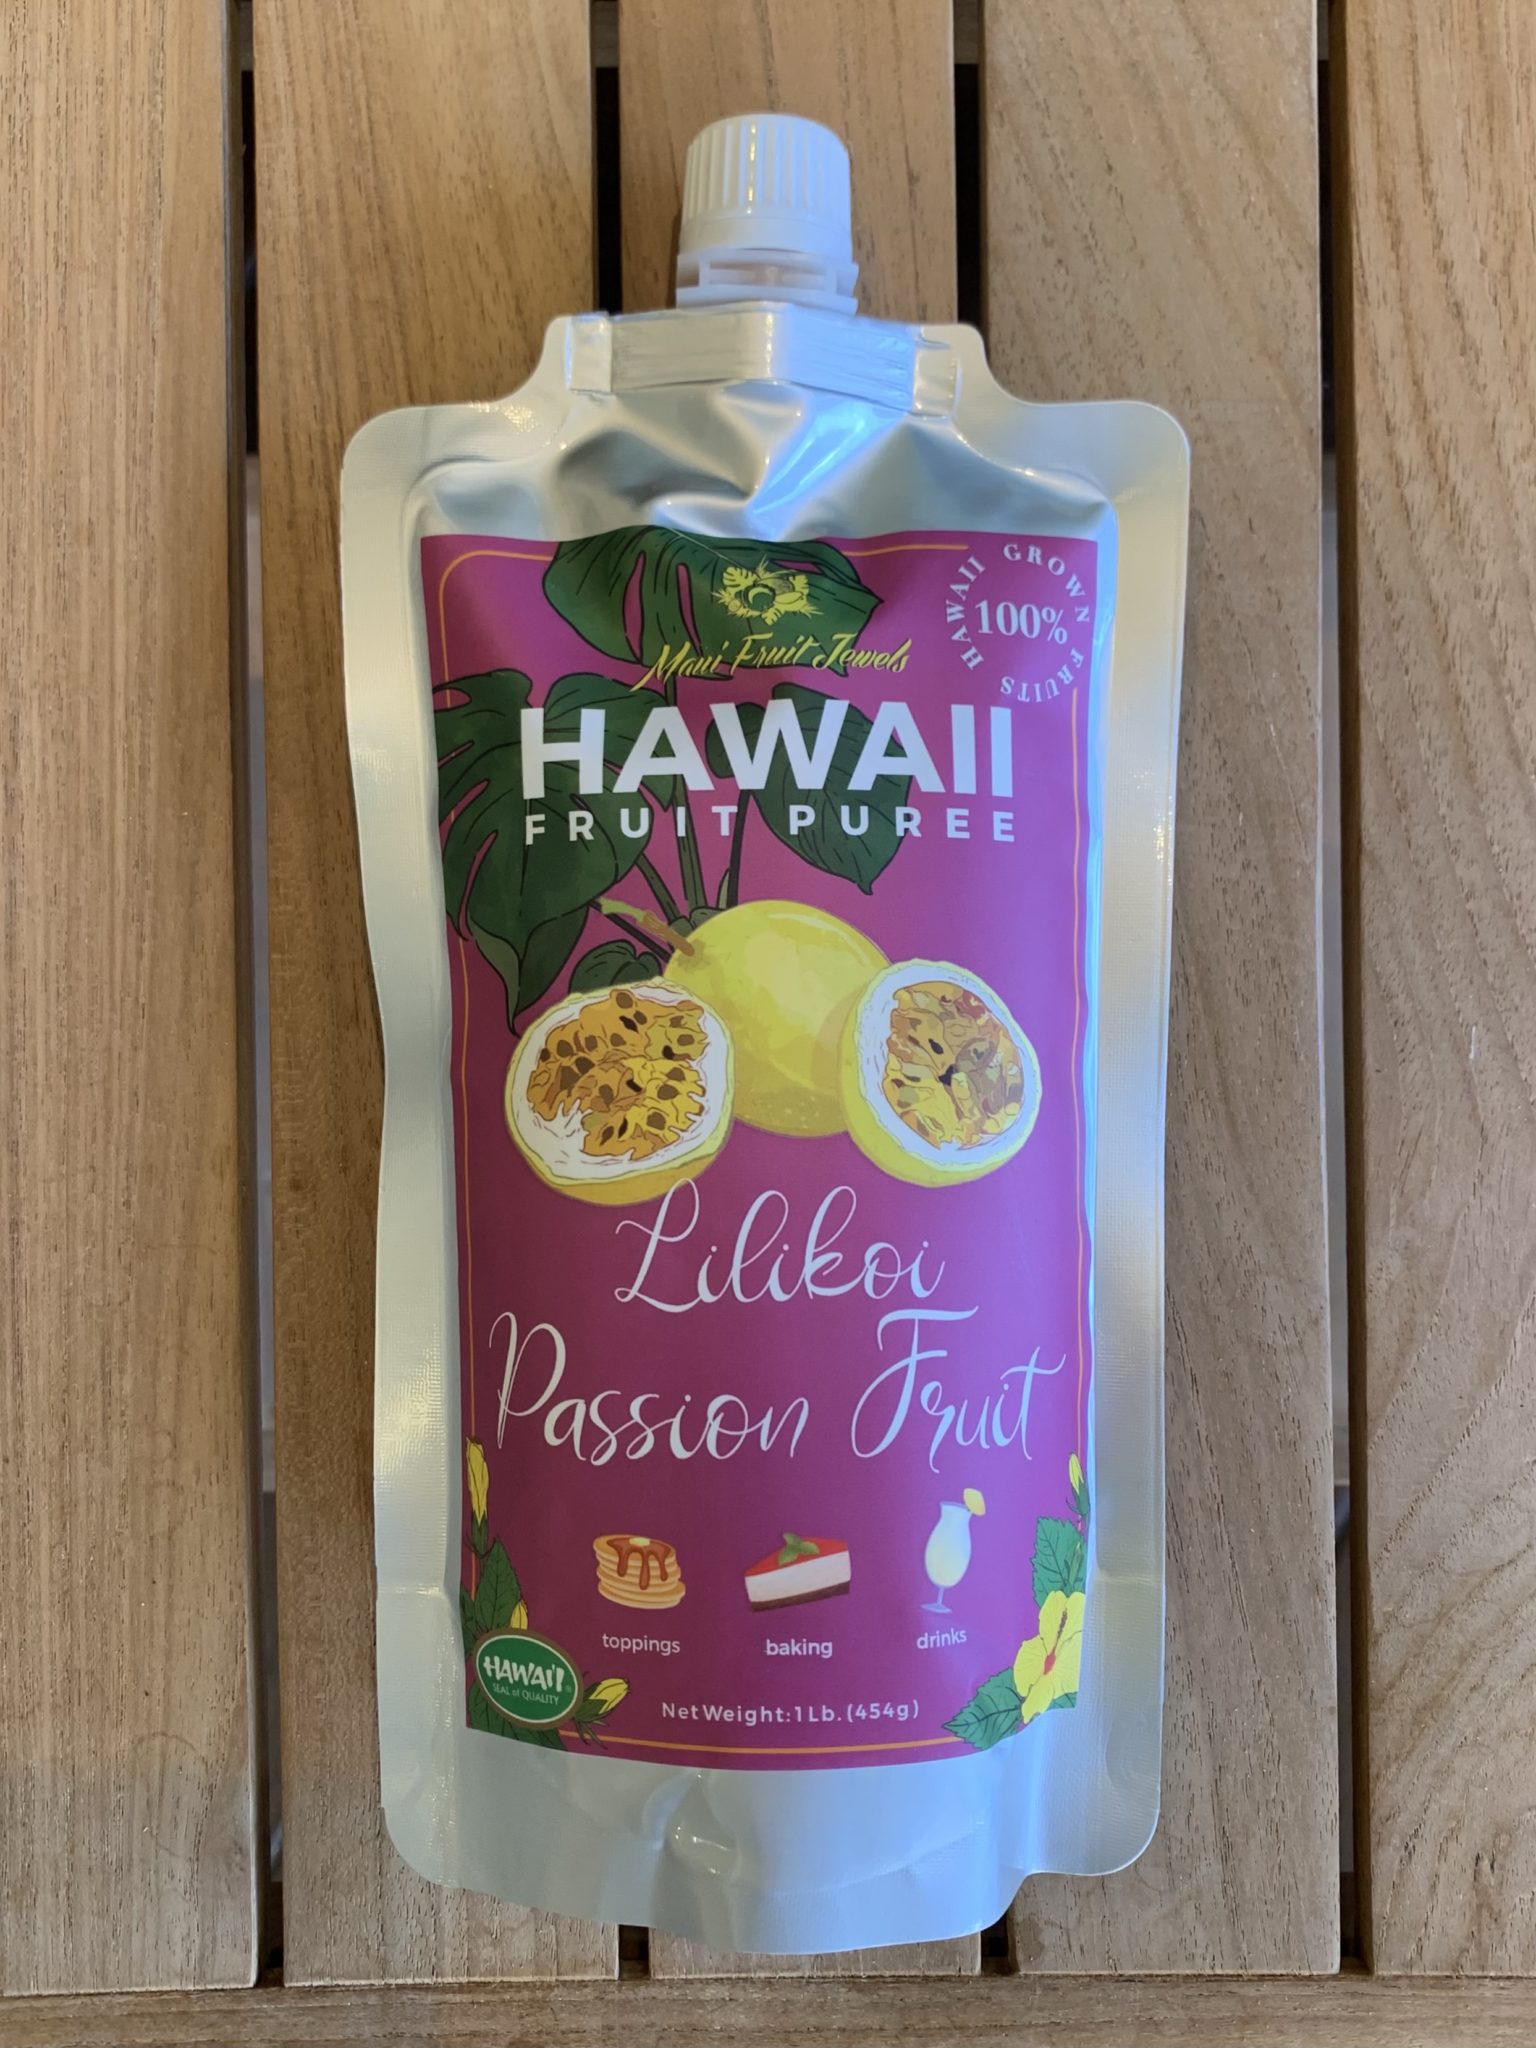 Maui Fruit Jewels
HAWAII GROWN FRUITS
100%
HAWAII
FRUIT PUREE
Lilikoi
Passion Fruit
toppings
baking
drinks
HAWAI'I
SEAL of QUALITY
®
Net Weight: 1 Lb. (454g)